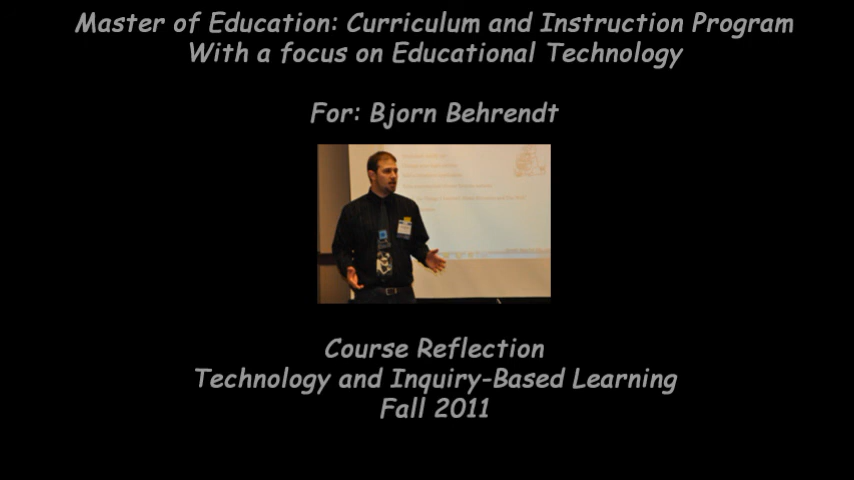 Master of Education: Curriculum and Instruction Program
With a focus on Educational Technology
For: Bjorn Behrendt
Course Reflection
Technology and Inquiry-Based Learning
Fall 2011